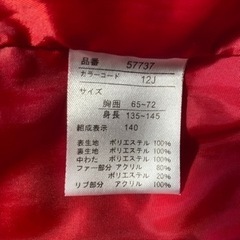 品番 57737
カラーコード 12J
サイズ
胸囲 65-72
身長 135-145
組成表示 140
表生地 ポリエステル 100%
裏生地 ポリエステル 100%
中わた ポリエステル 100%
ファー部分 アクリル 80%
ポリエステル 20%
リブ部分 アクリル 100%